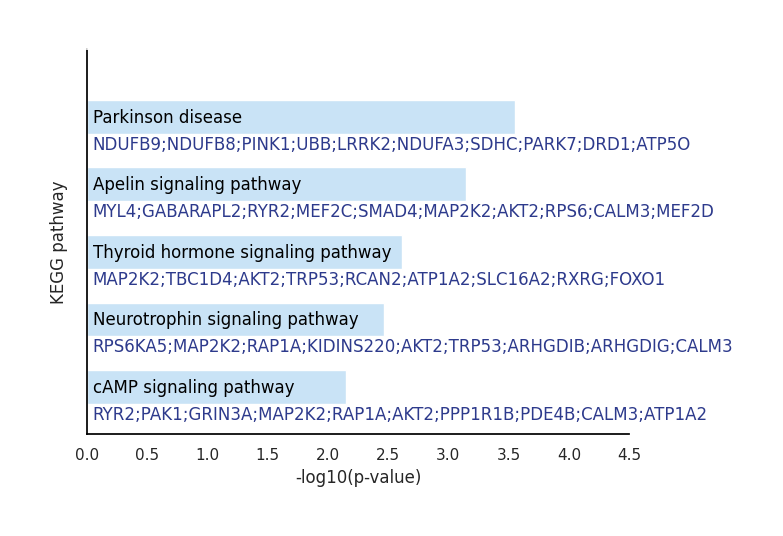 KEGG pathway
Parkinson disease
NDUFB9;NDUFB8;PINK1;UBB;LRRK2;NDUFA3;SDHC;PARK7;DRD1;ATP5O
Apelin signaling pathway
MYL4;GABARAPL2;RYR2;MEF2C;SMAD4;MAP2K2;AKT2;RPS6;CALM3;MEF2D
Thyroid hormone signaling pathway
MAP2K2;TBC1D4;AKT2;TRP53;RCAN2;ATP1A2;SLC16A2;RXRG;FOXO1
Neurotrophin signaling pathway
RPS6KA5;MAP2K2;RAP1A;KIDINS220;AKT2;TRP53;ARHGDIB;ARHGDIG;CALM3
cAMP signaling pathway
RYR2;PAK1;GRIN3A;MAP2K2;RAP1A;AKT2;PPP1R1B;PDE4B;CALM3;ATP1A2
0.0 0.5 1.0 1.5 2.0 2.5 3.0 3.5 4.0 4.5
-log10(p-value)